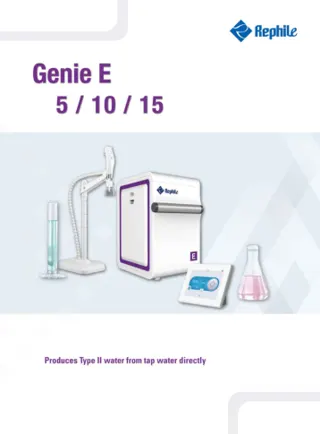 Rephile
Genie E
5 / 10 / 15
Rephile
E
Produces Type II water from tap water directly